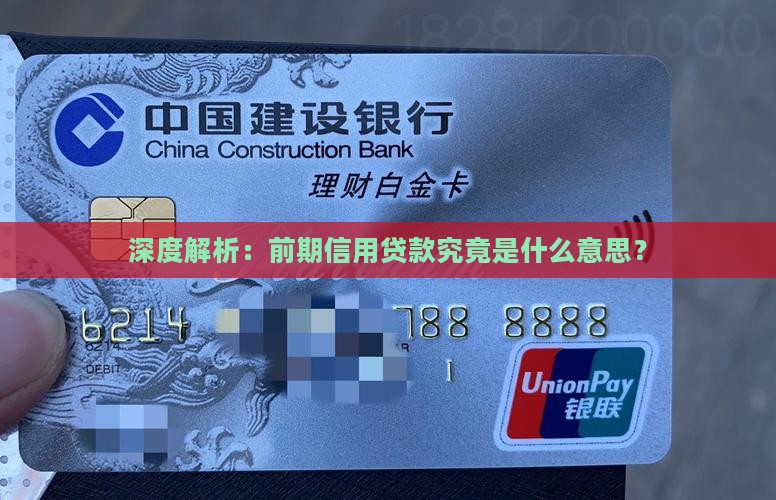 18281200000
中国建设银行
China Construction Bank
理财白金卡
深度解析：前期信用贷款究竟是什么意思？
6214 788 8888
6214
DEBIT
1
UnionPay
银联